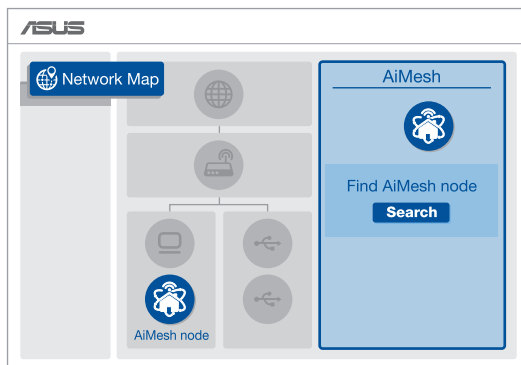 ASUS
Network Map
AiMesh
Find AiMesh node
Search
AiMesh node